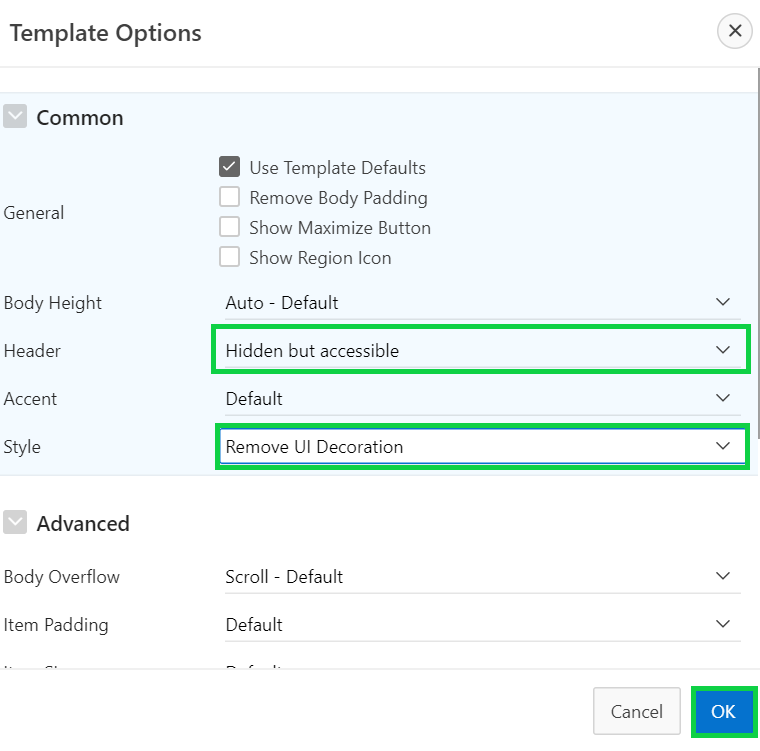 Template Options
Common
General
Use Template Defaults
Remove Body Padding
Show Maximize Button
Show Region Icon
Body Height Auto - Default
Header Hidden but accessible
Accent Default
Style Remove UI Decoration
Advanced
Body Overflow Scroll - Default
Item Padding Default
Cancel OK